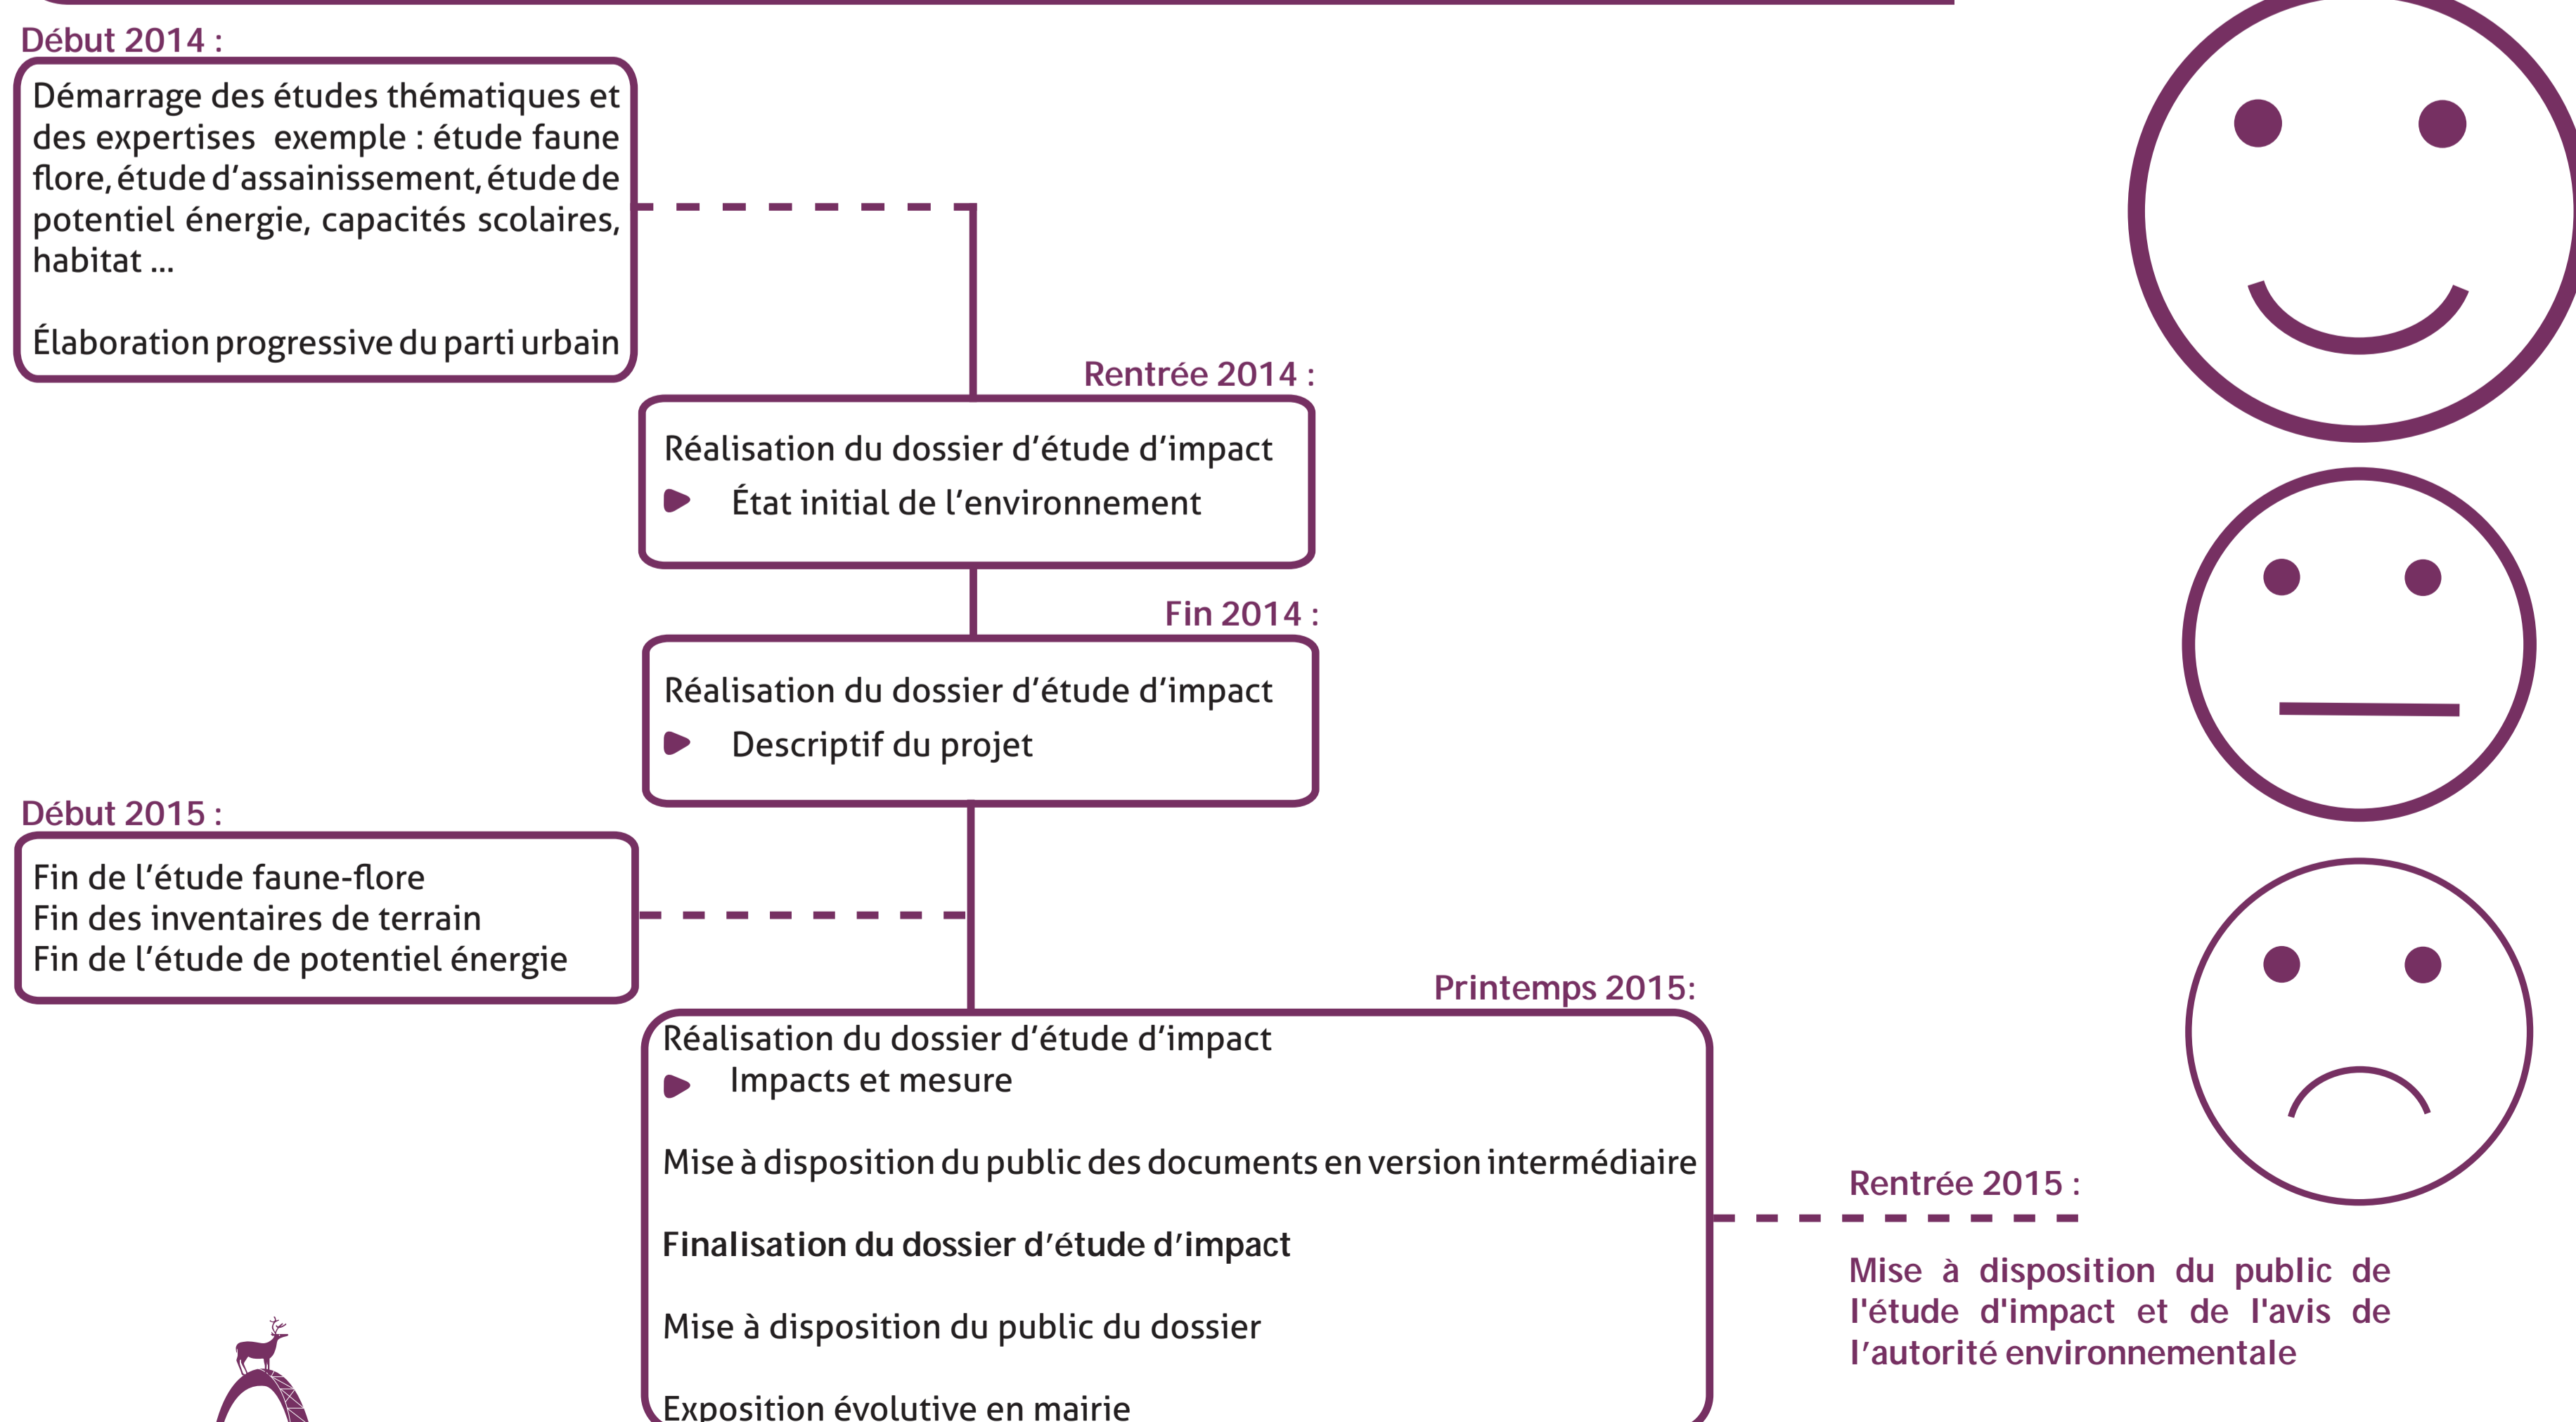 Début 2014 :
Démarrage des études thématiques et
des expertises exemple : étude faune
flore, étude d'assainissement, étude de
potentiel énergie, capacités scolaires,
habitat ...
Élaboration progressive du parti urbain
Rentrée 2014 :
Réalisation du dossier d'étude d'impact
État initial de l'environnement
Fin 2014 :
Réalisation du dossier d'étude d'impact
Descriptif du projet
Début 2015 :
Fin de l'étude faune-flore
Fin des inventaires de terrain
Fin de l'étude de potentiel énergie
Printemps 2015:
Réalisation du dossier d'étude d'impact
Impacts et mesure
Mise à disposition du public des documents en version intermédiaire
Finalisation du dossier d'étude d'impact
Mise à disposition du public du dossier
Exposition évolutive en mairie
Rentrée 2015 :
Mise à disposition du public de
l'étude d'impact et de l'avis de
l'autorité environnementale